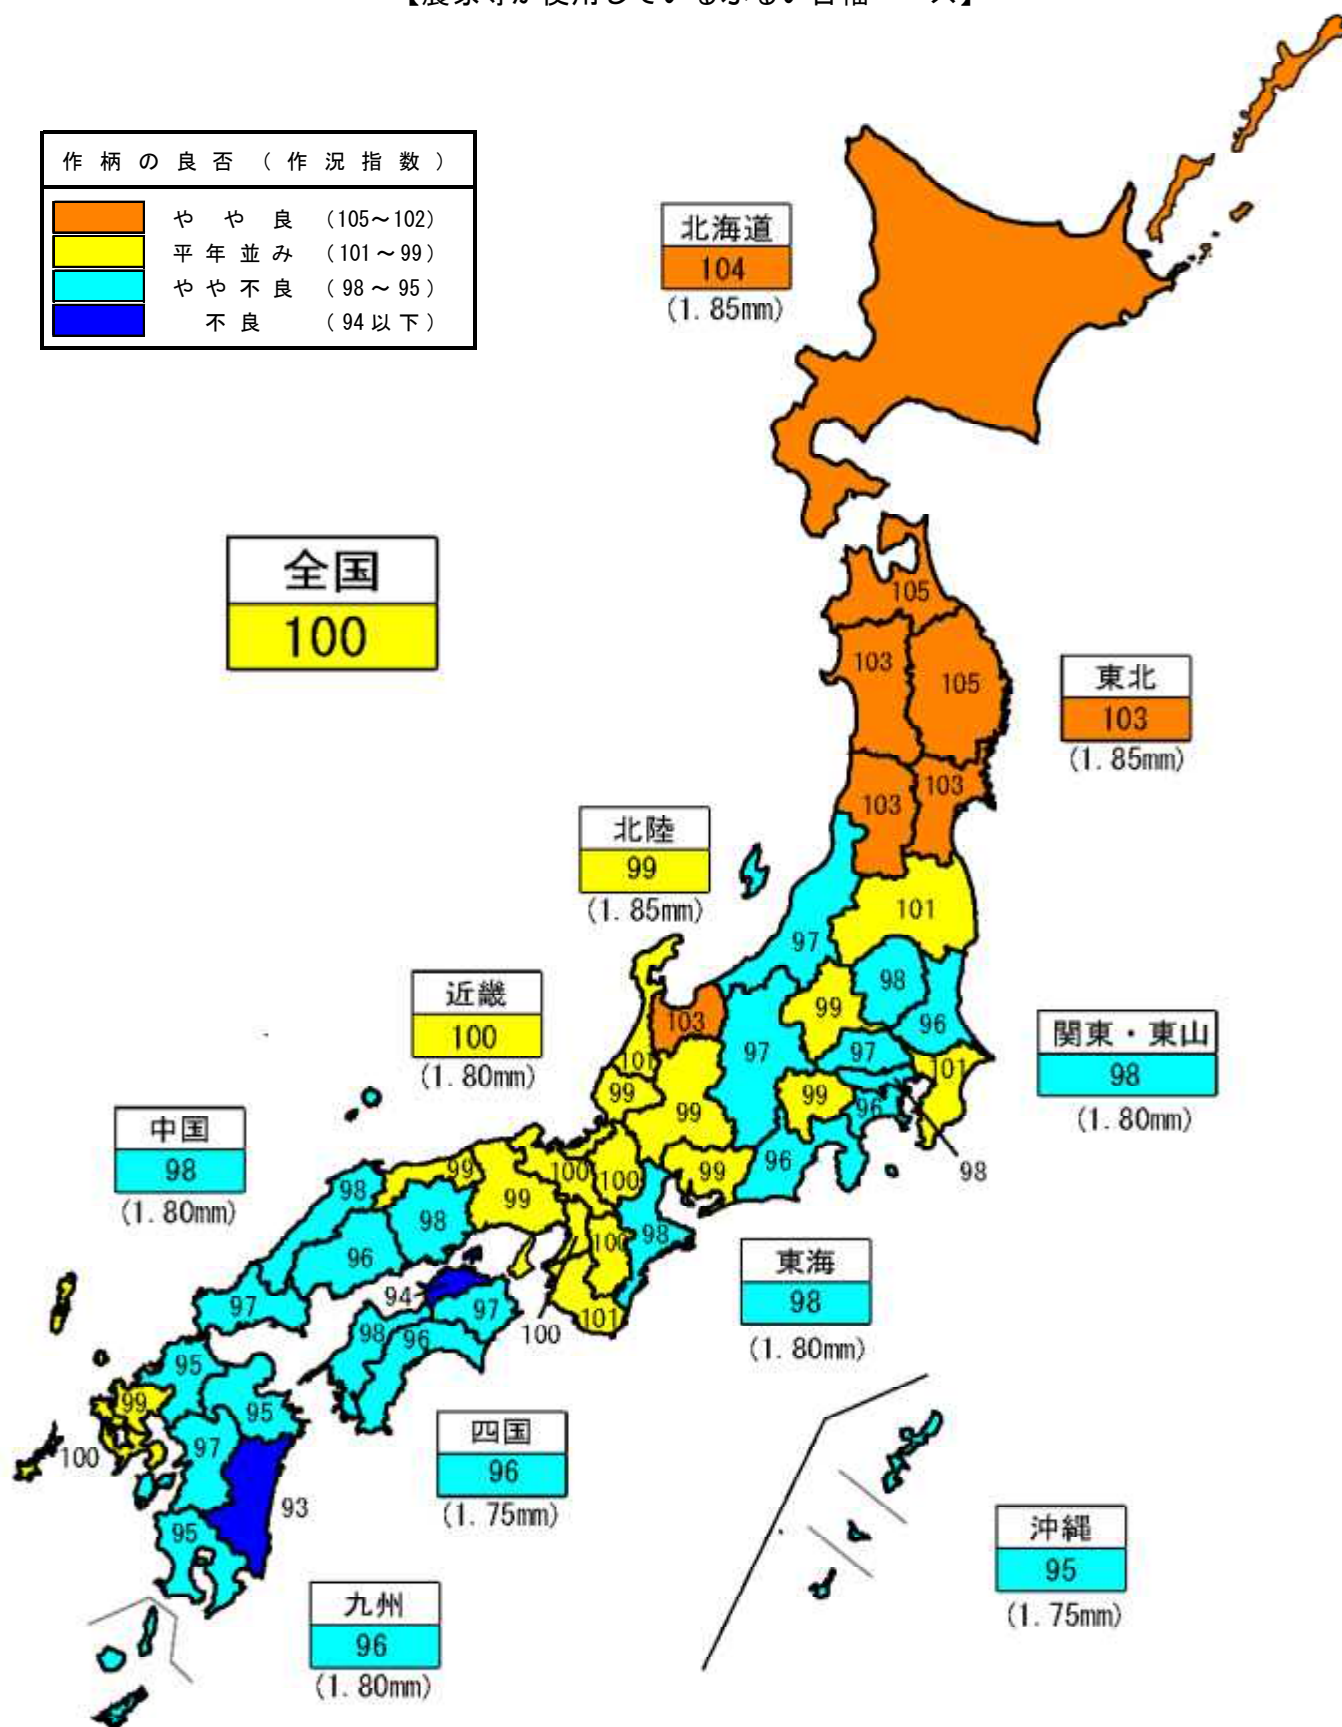 作柄の良否（作況指数）
やや良 （105～102）
平年並み （101～99）
やや不良 （98～95）
不良 （94以下）
北海道
104
(1.85mm)
全国
100
105
103
105
東北
103
(1.85mm)
103
103
北陸
99
(1.85mm)
101
97
98
近畿
100
(1.80mm)
99
96
103
97
97
関東・東山
98
(1.80mm)
101
101
99
99
99
96
98
中国
98
(1.80mm)
99
100
100
99
96
98
99
98
98
100
96
東海
98
(1.80mm)
94
97
97
101
100
98
96
95
99
95
四国
96
(1.75mm)
97
100
93
95
沖縄
95
(1.75mm)
九州
96
(1.80mm)